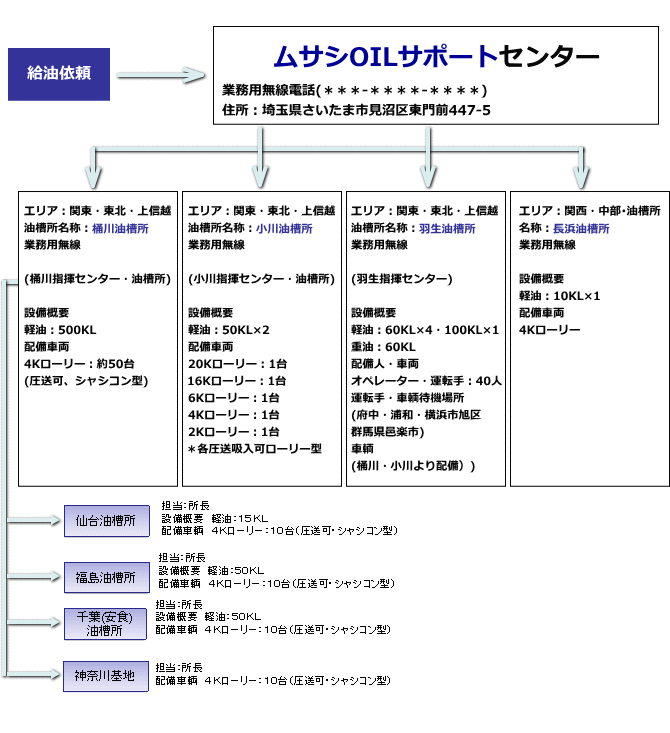 給油依頼
ムサシOILサポートセンター
業務用無線電話(＊＊＊-＊＊＊＊-＊＊＊＊)
住所：埼玉県さいたま市見沼区東門前447-5
エリア：関東・東北・上信越
油槽所名称：桶川油槽所
業務用無線
(桶川指揮センター・油槽所)
設備概要
軽油：500KL
配備車両
4Kローリー：約50台
(圧送可、シャシコン型)
エリア：関東・東北・上信越
油槽所名称：小川油槽所
業務用無線
(小川指揮センター・油槽所)
設備概要
軽油：50KL×2
配備車両
20Kローリー：1台
16Kローリー：1台
6Kローリー：1台
4Kローリー：1台
2Kローリー：1台
＊各圧送吸入可ローリー型
エリア：関東・東北・上信越
油槽所名称：羽生油槽所
業務用無線
(羽生指揮センター)
設備概要
軽油：60KL×4・100KL×1
重油：60KL
配備人・車両
オペレーター・運転手：40人
運転手・車輌待機場所
(府中・浦和・横浜市旭区
群馬県邑楽市)
車輌
(桶川・小川より配備））
エリア：関西・中部･油槽所
名称：長浜油槽所
業務用無線
設備概要
軽油：10KL×1
配備車両
4Kローリー
仙台油槽所
担当：所長
設備概要 軽油：15KL
配備車輌 4Kローリー：10台（圧送可・シャシコン型）
福島油槽所
担当：所長
設備概要 軽油：50KL
配備車輌 4Kローリー：10台（圧送可・シャシコン型）
千葉(安食)
油槽所
担当：所長
設備概要 軽油：50KL
配備車輌 4Kローリー：10台（圧送可・シャシコン型）
神奈川基地
担当：所長
配備車輌 4Kローリー：10台（圧送可・シャシコン型）